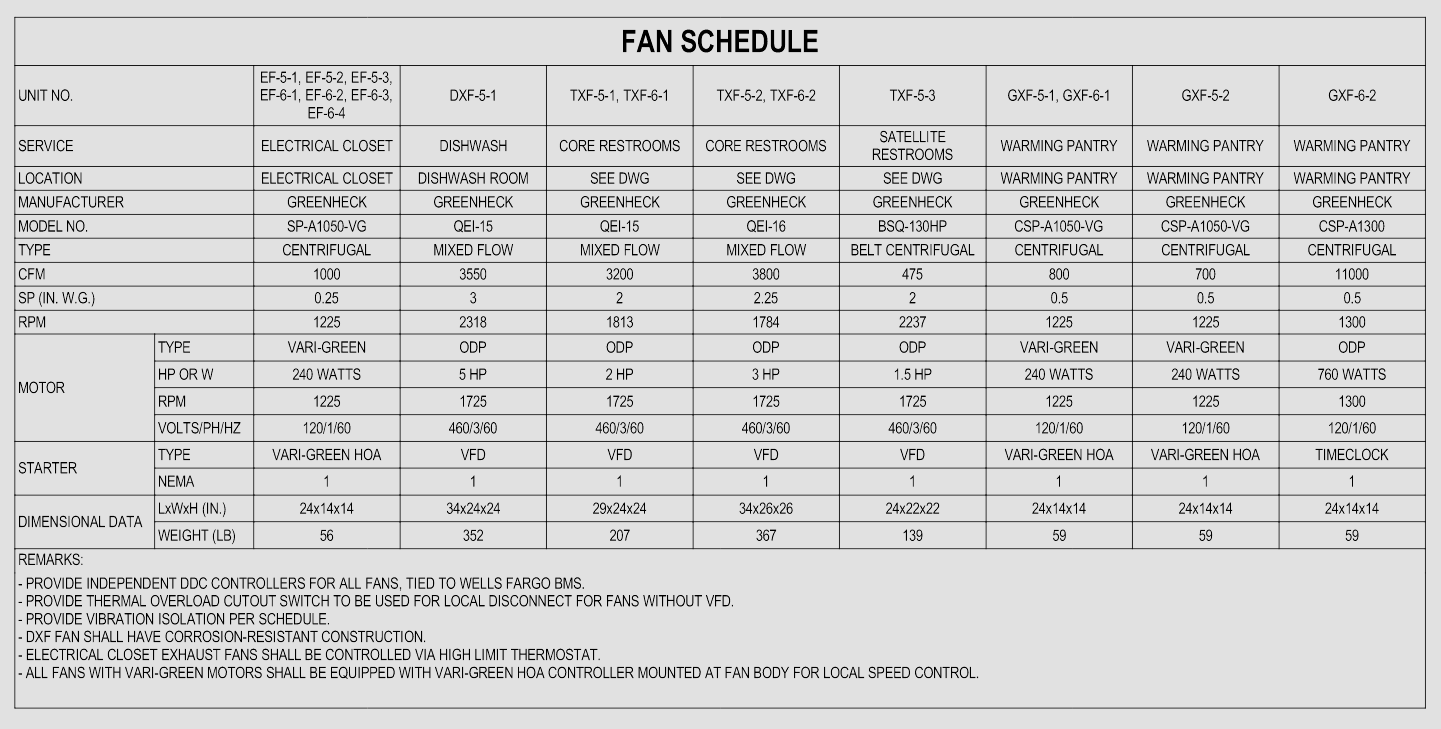 FAN SCHEDULE
UNIT NO. EF-5-1, EF-5-2, EF-5-3, EF-6-1, EF-6-2, EF-6-3, EF-6-4 DXF-5-1 TXF-5-1, TXF-6-1 TXF-5-2, TXF-6-2 TXF-5-3 GXF-5-1, GXF-6-1 GXF-5-2 GXF-6-2
SERVICE ELECTRICAL CLOSET DISHWASH CORE RESTROOMS CORE RESTROOMS SATELLITE RESTROOMS WARMING PANTRY WARMING PANTRY WARMING PANTRY
LOCATION ELECTRICAL CLOSET DISHWASH ROOM SEE DWG SEE DWG SEE DWG WARMING PANTRY WARMING PANTRY WARMING PANTRY
MANUFACTURER GREENHECK GREENHECK GREENHECK GREENHECK GREENHECK GREENHECK GREENHECK GREENHECK
MODEL NO. SP-A1050-VG QEI-15 QEI-15 QEI-16 BSQ-130HP CSP-A1050-VG CSP-A1050-VG CSP-A1300
TYPE CENTRIFUGAL MIXED FLOW MIXED FLOW MIXED FLOW BELT CENTRIFUGAL CENTRIFUGAL CENTRIFUGAL CENTRIFUGAL
CFM 1000 3550 3200 3800 475 800 700 11000
SP (IN. W.G.) 0.25 3 2 2.25 2 0.5 0.5 0.5
RPM 1225 2318 1813 1784 2237 1225 1225 1300
MOTOR TYPE VARI-GREEN ODP ODP ODP ODP VARI-GREEN VARI-GREEN ODP
HP OR W 240 WATTS 5 HP 2 HP 3 HP 1.5 HP 240 WATTS 240 WATTS 760 WATTS
RPM 1225 1725 1725 1725 1725 1225 1225 1300
VOLTS/PH/HZ 120/1/60 460/3/60 460/3/60 460/3/60 460/3/60 120/1/60 120/1/60 120/1/60
STARTER TYPE VARI-GREEN HOA VFD VFD VFD VFD VARI-GREEN HOA VARI-GREEN HOA TIMECLOCK
NEMA 1 1 1 1 1 1 1 1
DIMENSIONAL DATA LxWxH (IN.) 24x14x14 34x24x24 29x24x24 34x26x26 24x22x22 24x14x14 24x14x14 24x14x14
WEIGHT (LB) 56 352 207 367 139 59 59 59
REMARKS:
- PROVIDE INDEPENDENT DDC CONTROLLERS FOR ALL FANS, TIED TO WELLS FARGO BMS.
- PROVIDE THERMAL OVERLOAD CUTOUT SWITCH TO BE USED FOR LOCAL DISCONNECT FOR FANS WITHOUT VFD.
- PROVIDE VIBRATION ISOLATION PER SCHEDULE.
- DXF FAN SHALL HAVE CORROSION-RESISTANT CONSTRUCTION.
- ELECTRICAL CLOSET EXHAUST FANS SHALL BE CONTROLLED VIA HIGH LIMIT THERMOSTAT.
- ALL FANS WITH VARI-GREEN MOTORS SHALL BE EQUIPPED WITH VARI-GREEN HOA CONTROLLER MOUNTED AT FAN BODY FOR LOCAL SPEED CONTROL.